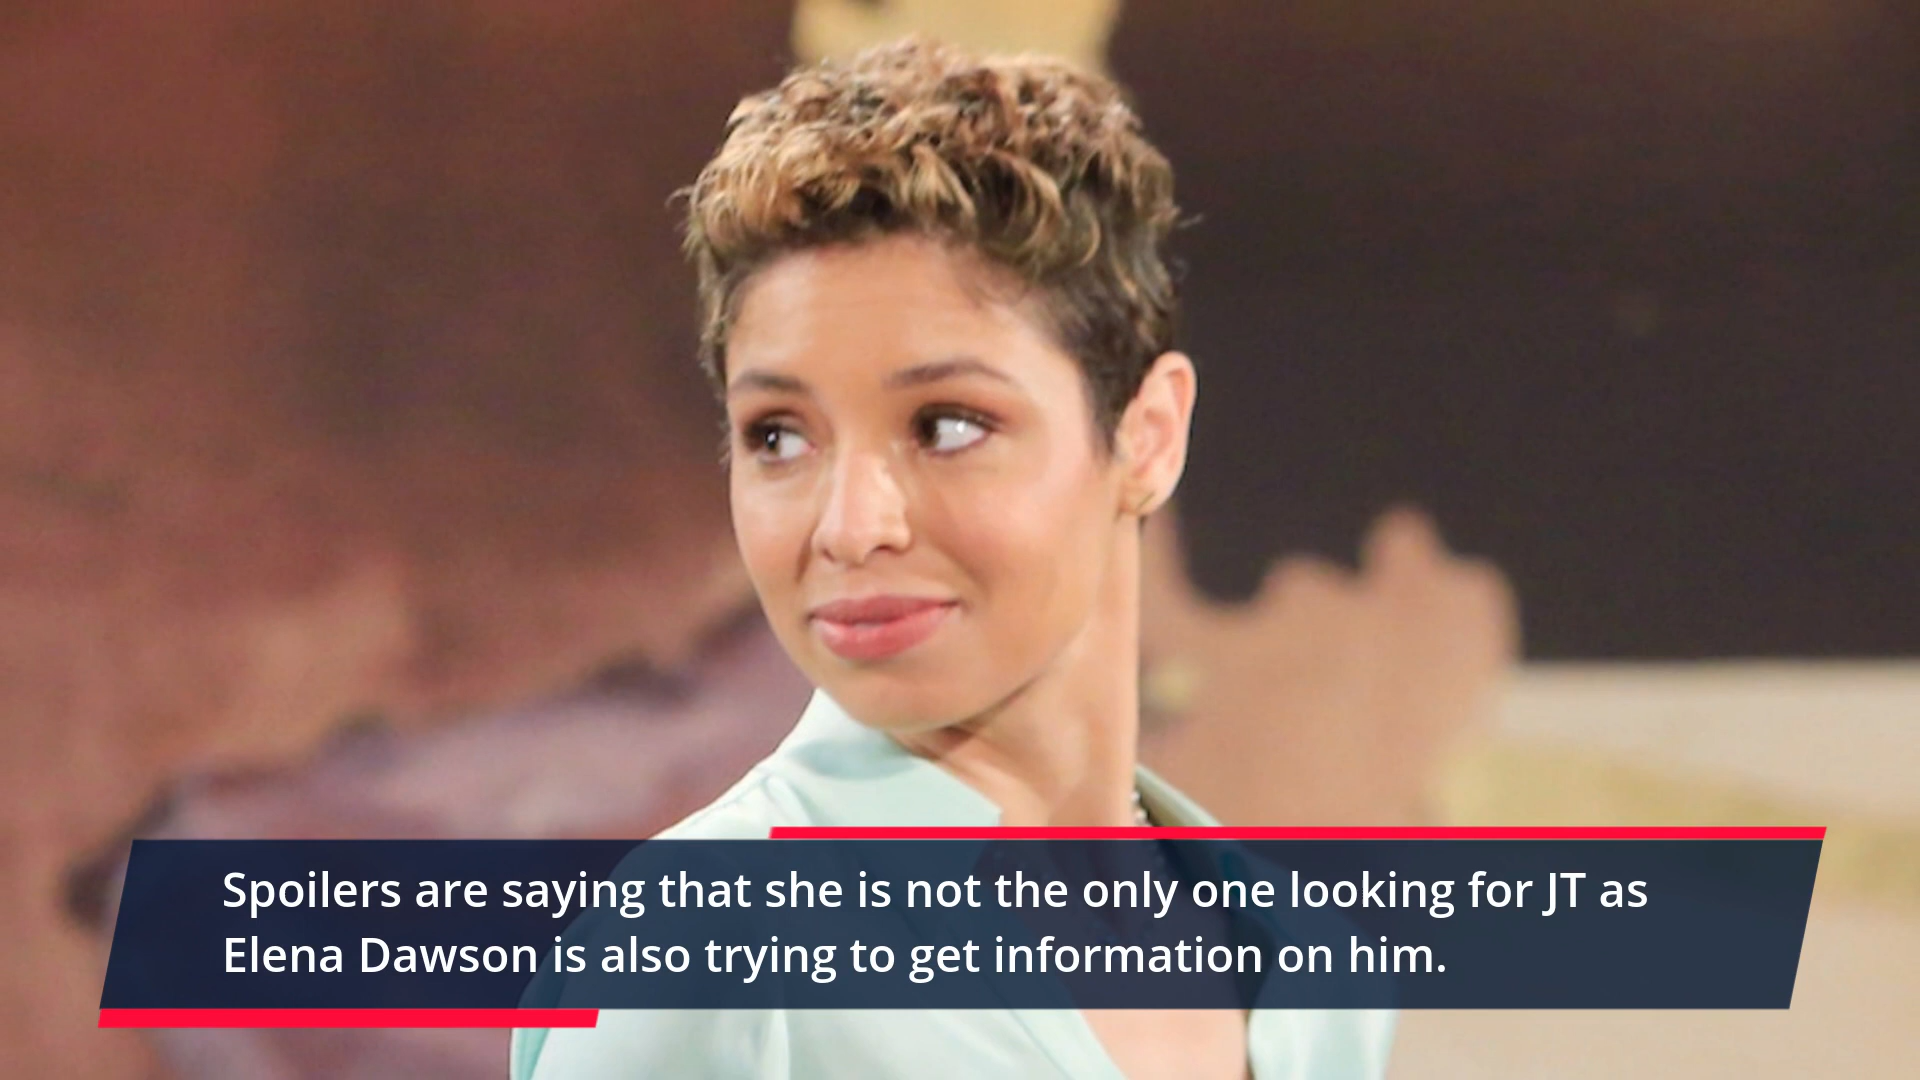 Spoilers are saying that she is not the only one looking for JT as
Elena Dawson is also trying to get information on him.